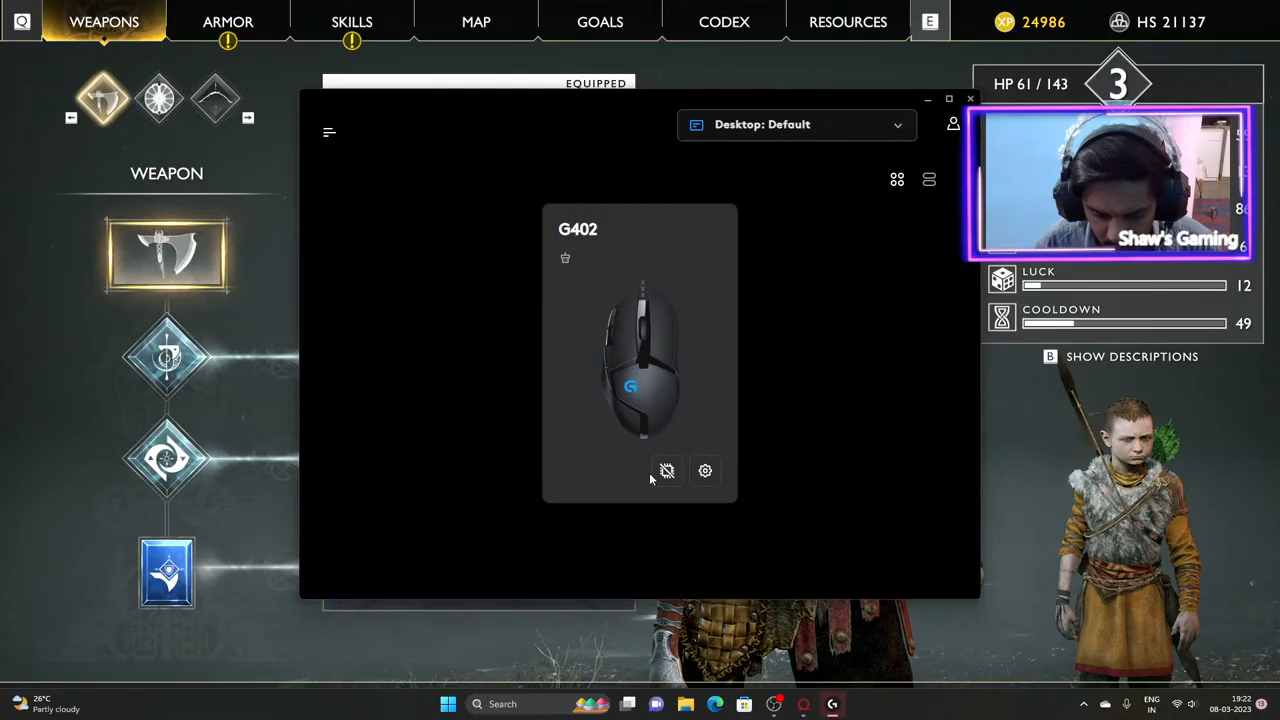 Q WEAPONS ARMOR SKILLS MAP GOALS CODEX RESOURCES E XP 24986 HS 21137
! !
EQUIPPED
HP 61 / 143 3
Desktop: Default
WEAPON
G402
Shaw's Gaming
LUCK 12
COOLDOWN 49
B SHOW DESCRIPTIONS
26°C
Partly cloudy
Search
ENG
IN
19:22
08-03-2023